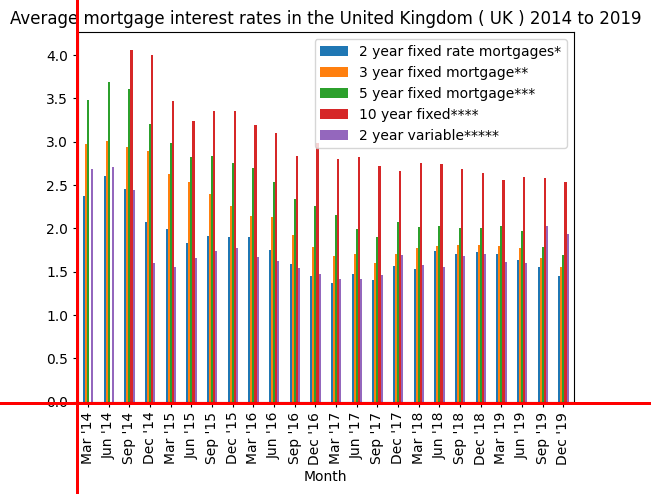 Average mortgage interest rates in the United Kingdom ( UK ) 2014 to 2019
2 year fixed rate mortgages*
3 year fixed mortgage**
5 year fixed mortgage***
10 year fixed****
2 year variable*****
4.0
3.5
3.0
2.5
2.0
1.5
1.0
0.5
0.0
Mar '14
Jun '14
Sep '14
Dec '14
Mar '15
Jun '15
Sep '15
Dec '15
Mar '16
Jun '16
Sep '16
Dec '16
Mar '17
Jun '17
Sep '17
Dec '17
Mar '18
Jun '18
Sep '18
Dec '18
Mar '19
Jun '19
Sep '19
Dec '19
Month